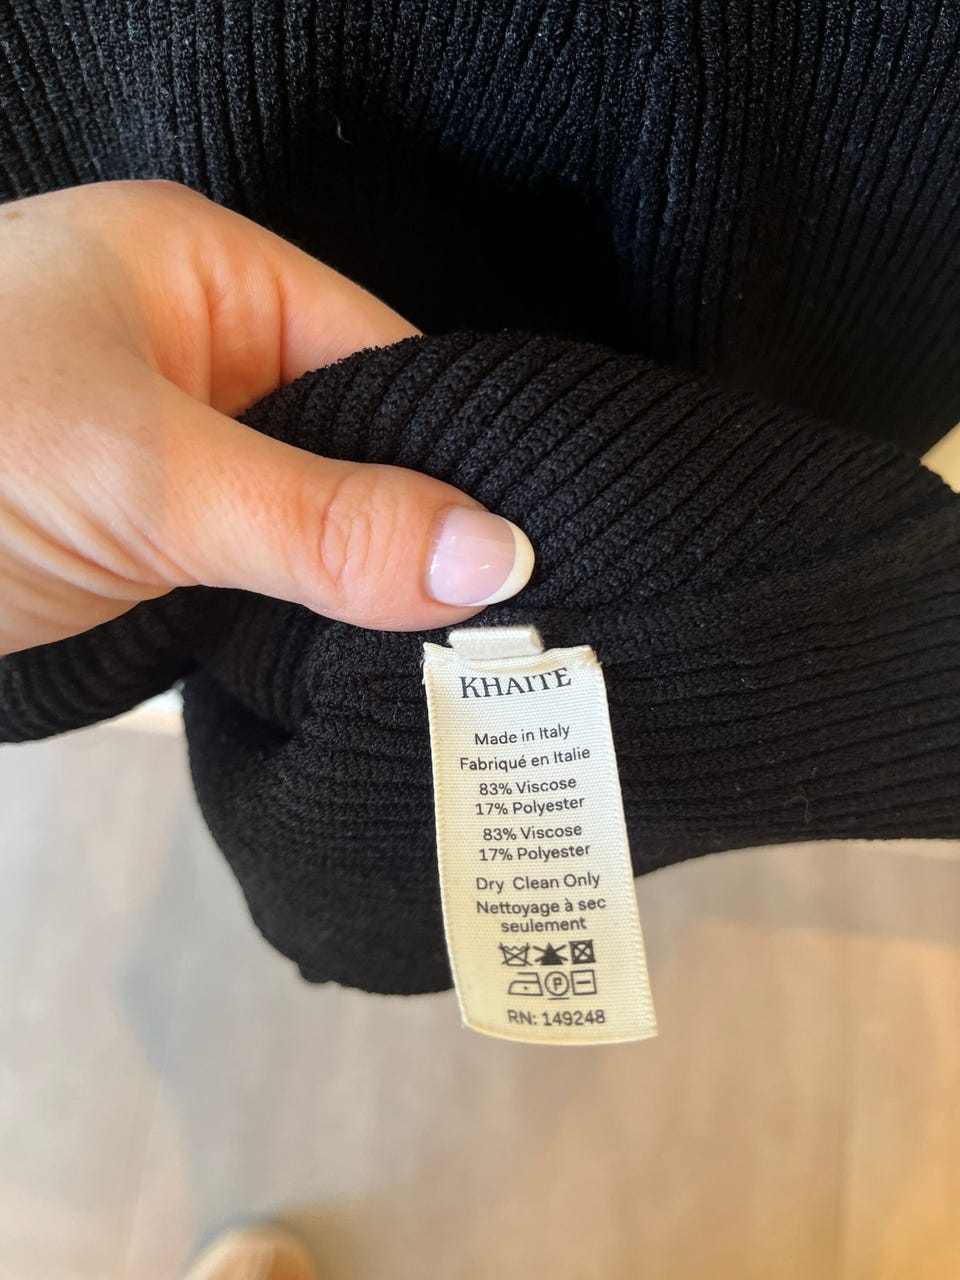 KHAITE
Made in Italy
Fabriqué en Italie
83% Viscose
17% Polyester
83% Viscose
17% Polyester
Dry Clean Only
Nettoyage à sec
seulement
P
RN: 149248